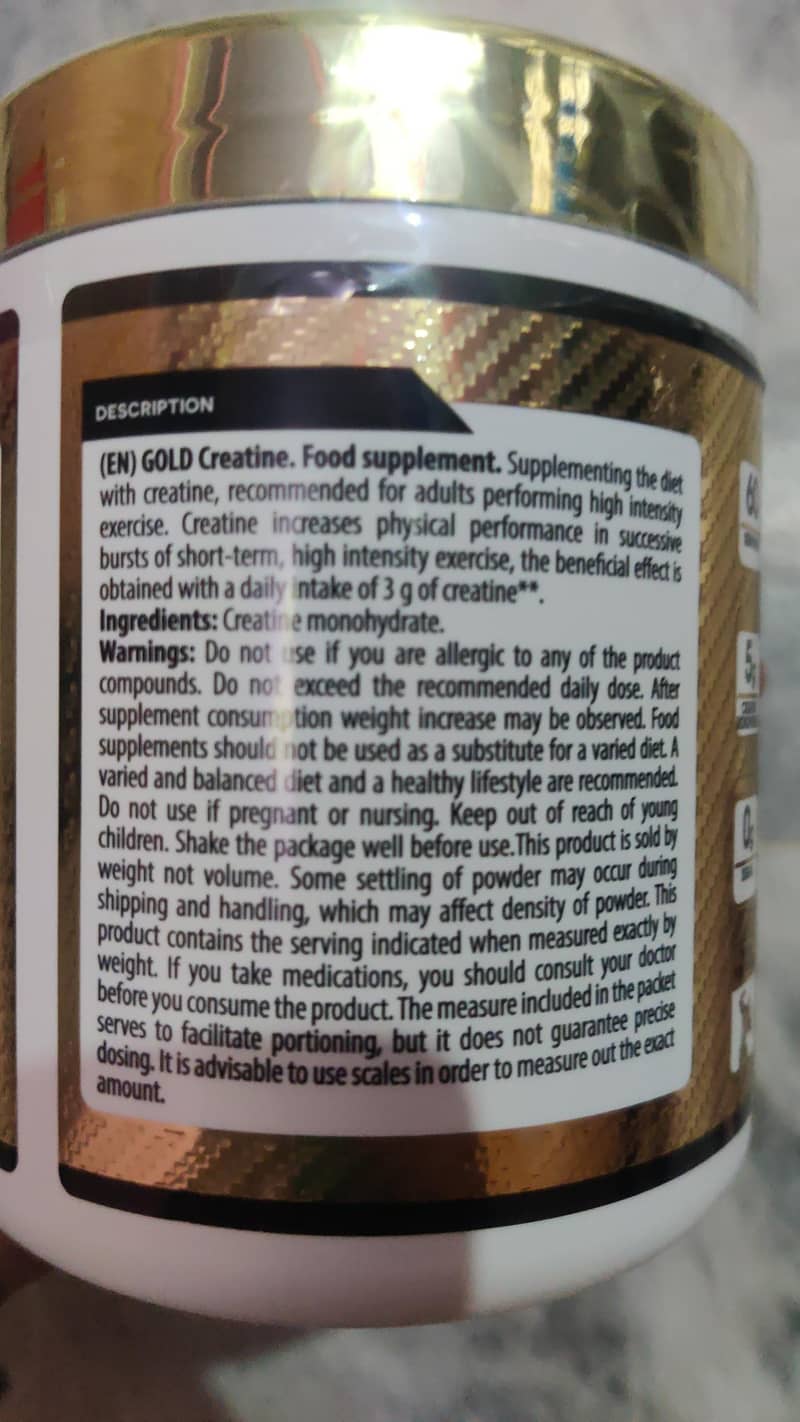 DESCRIPTION
(EN) GOLD Creatine. Food supplement. Supplementing the diet
with creatine, recommended for adults performing high intensity
exercise. Creatine increases physical performance in successive
bursts of short-term, high intensity exercise, the beneficial effect is
obtained with a daily intake of 3 g of creatine**.
Ingredients: Creatine monohydrate.
Warnings: Do not use if you are allergic to any of the product
compounds. Do not exceed the recommended daily dose. After
supplement consumption weight increase may be observed. Food
supplements should not be used as a substitute for a varied diet. A
varied and balanced diet and a healthy lifestyle are recommended.
Do not use if pregnant or nursing. Keep out of reach of young
children. Shake the package well before use.This product is sold by
weight not volume. Some settling of powder may occur during
shipping and handling, which may affect density of powder. This
product contains the serving indicated when measured exactly by
weight. If you take medications, you should consult your doctor
before you consume the product. The measure included in the packet
serves to facilitate portioning, but it does not guarantee precise
dosing. It is advisable to use scales in order to measure out the exact
amount.